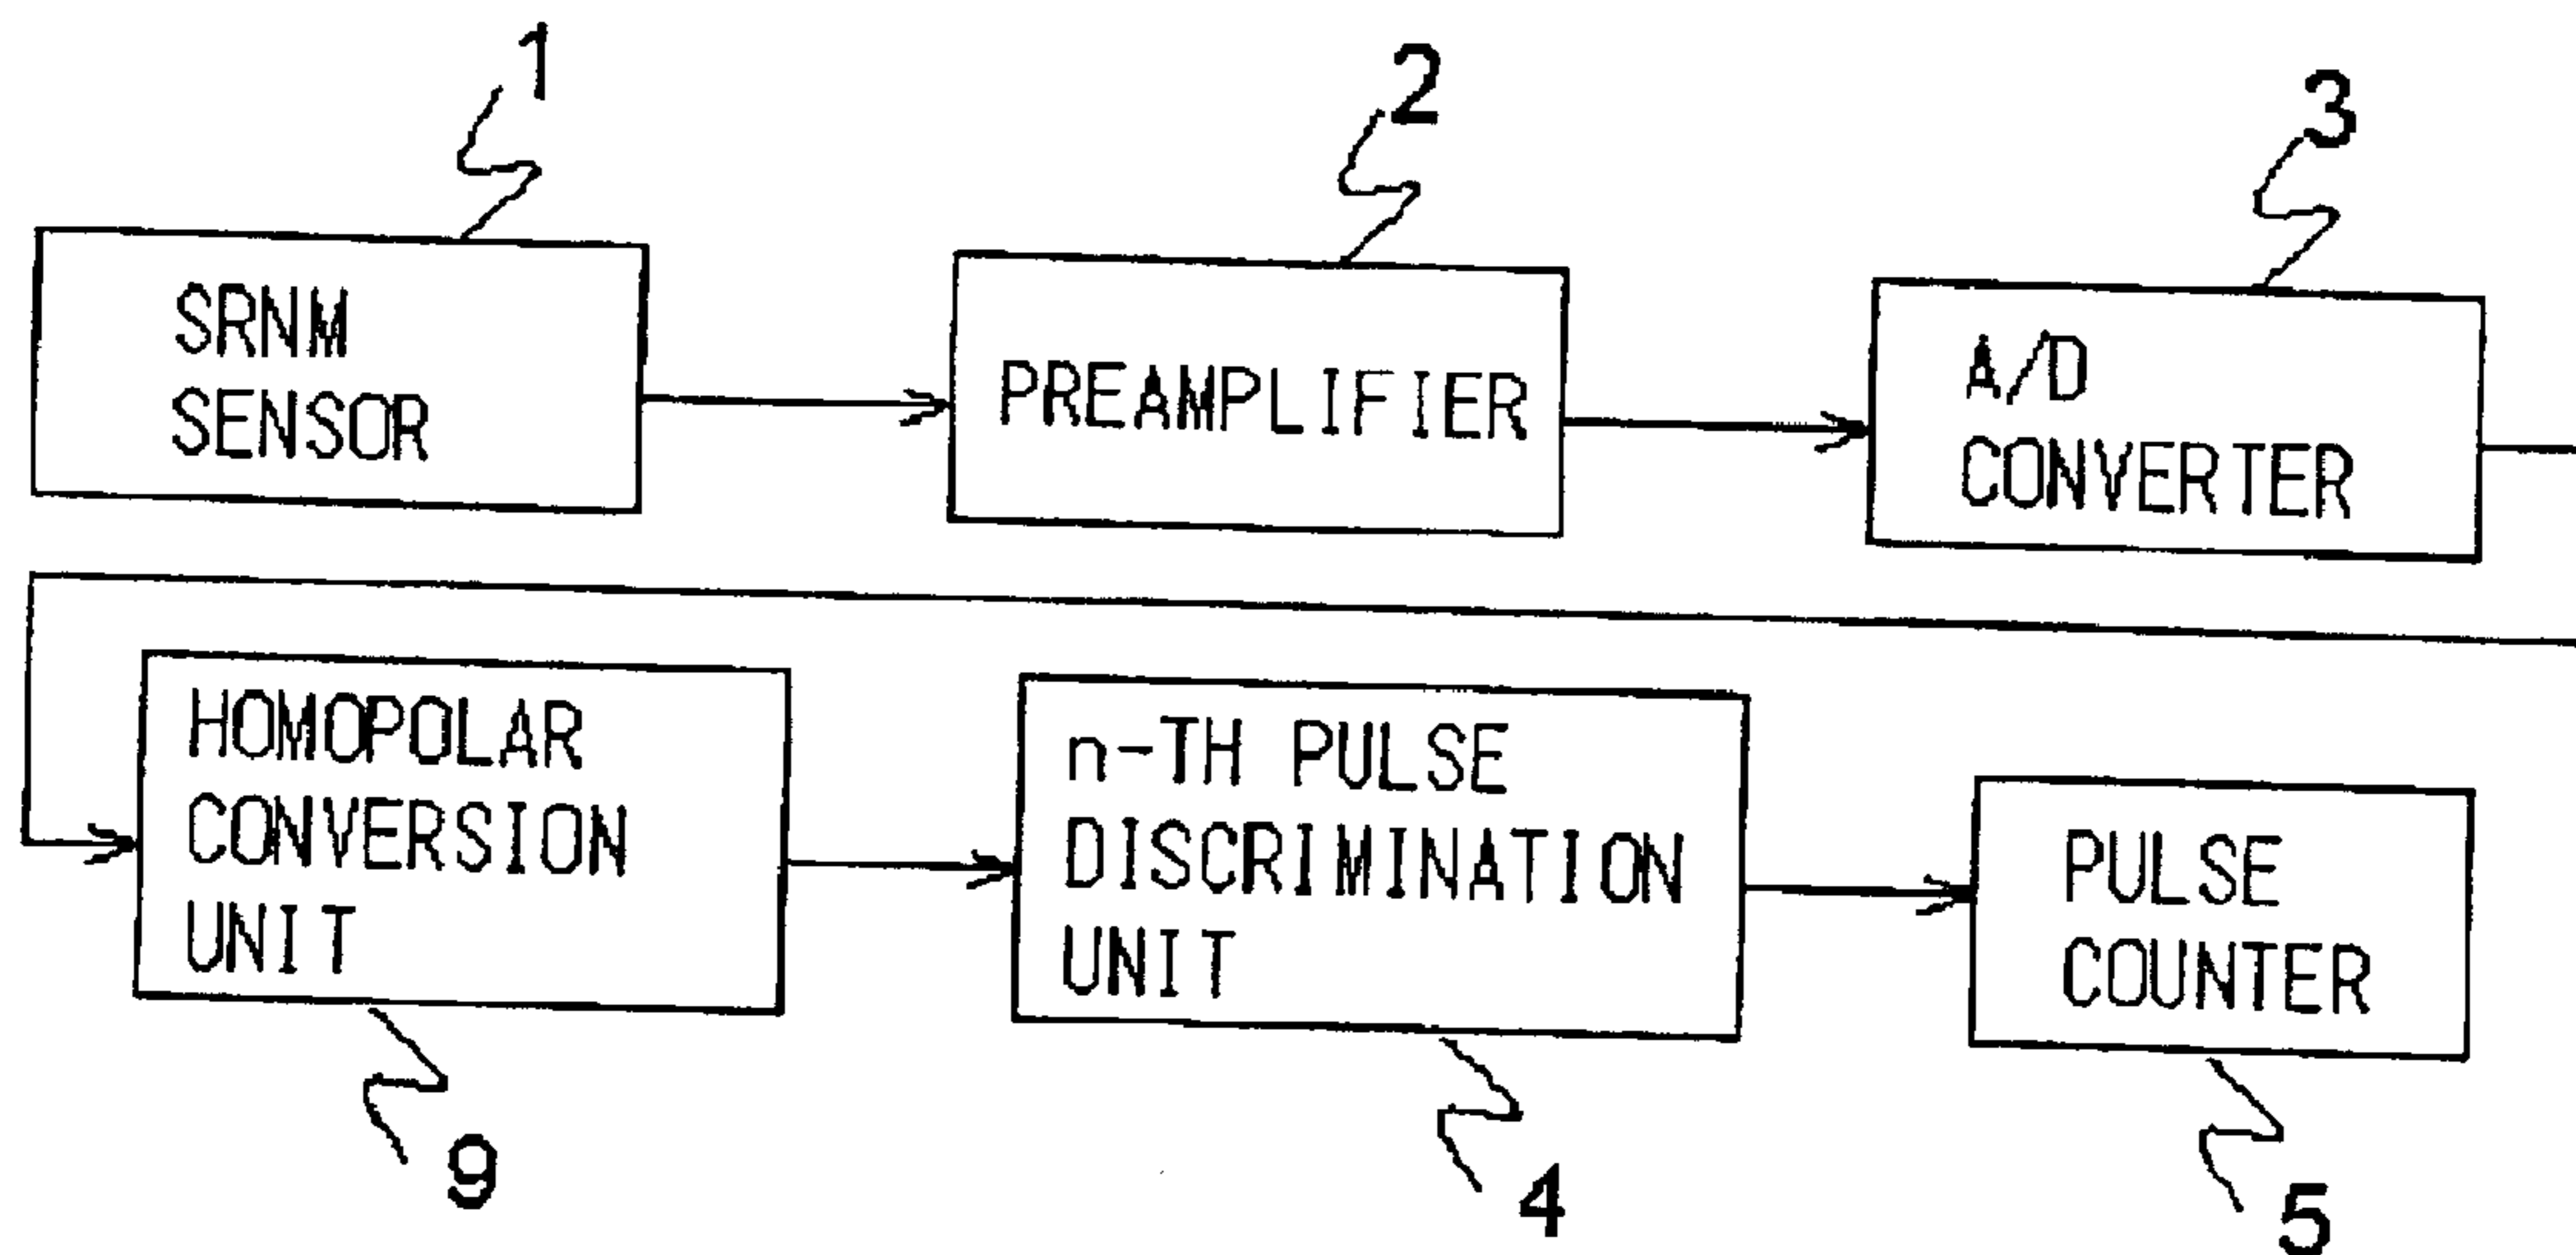 1
2
3
SRNM
SENSOR
PREAMPLIFIER
A/D
CONVERTER
HOMOPOLAR
CONVERSION
UNIT
n-TH PULSE
DISCRIMINATION
UNIT
PULSE
COUNTER
9
4
5